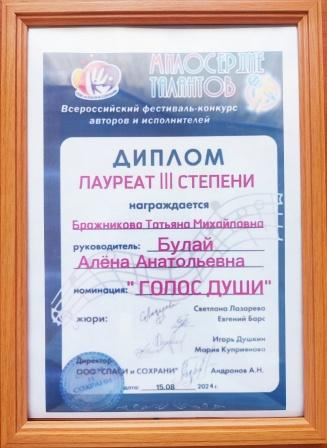 МИЛОСЕРДИЕ
ТАЛАНТОВ
Всероссийский фестиваль-конкурс
авторов и исполнителей
ДИПЛОМ
ЛАУРЕАТ III СТЕПЕНИ
награждается
Бражникова Татьяна Михайловна
руководитель: Булай
Алёна Анатольевна
номинация: "ГОЛОС ДУШИ"
жюри: Светлана Лазарева
Евгений Барс
Игорь Душкин
Мария Куприянова
Директор
ООО "СПАСИ и СОХРАНИ" Андронов А.Н.
дата: 15.08 2024 г.